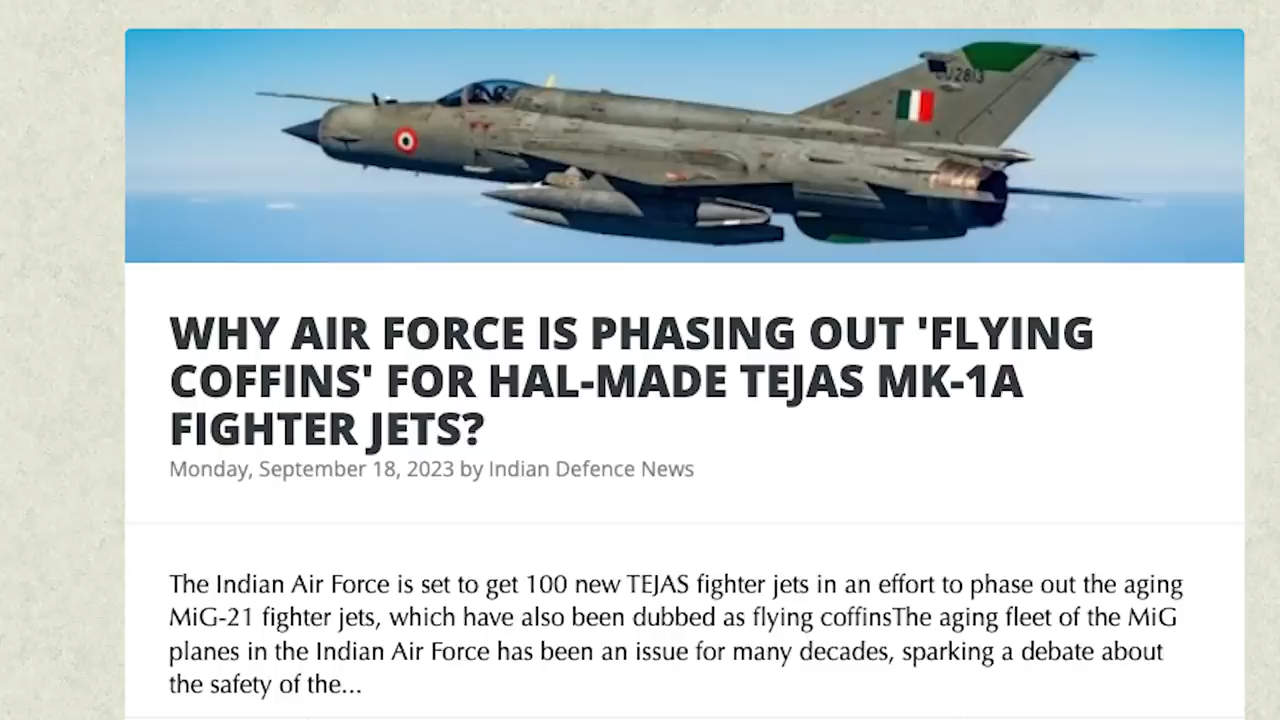 CU2813
WHY AIR FORCE IS PHASING OUT 'FLYING
COFFINS' FOR HAL-MADE TEJAS MK-1A
FIGHTER JETS?
Monday, September 18, 2023 by Indian Defence News
The Indian Air Force is set to get 100 new TEJAS fighter jets in an effort to phase out the aging
MiG-21 fighter jets, which have also been dubbed as flying coffinsThe aging fleet of the MiG
planes in the Indian Air Force has been an issue for many decades, sparking a debate about
the safety of the...